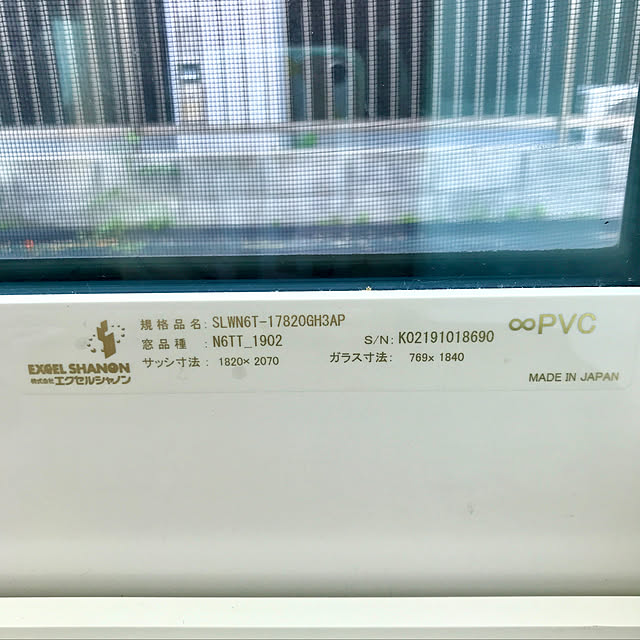 規格品名: SLWN6T-17820GH3AP
窓品種 : N6TT_1902 S/N: K02191018690
サッシ寸法 : 1820×2070 ガラス寸法: 769x 1840
EXCEL SHANON
株式会社エクセルシャノン
∞PVC
MADE IN JAPAN